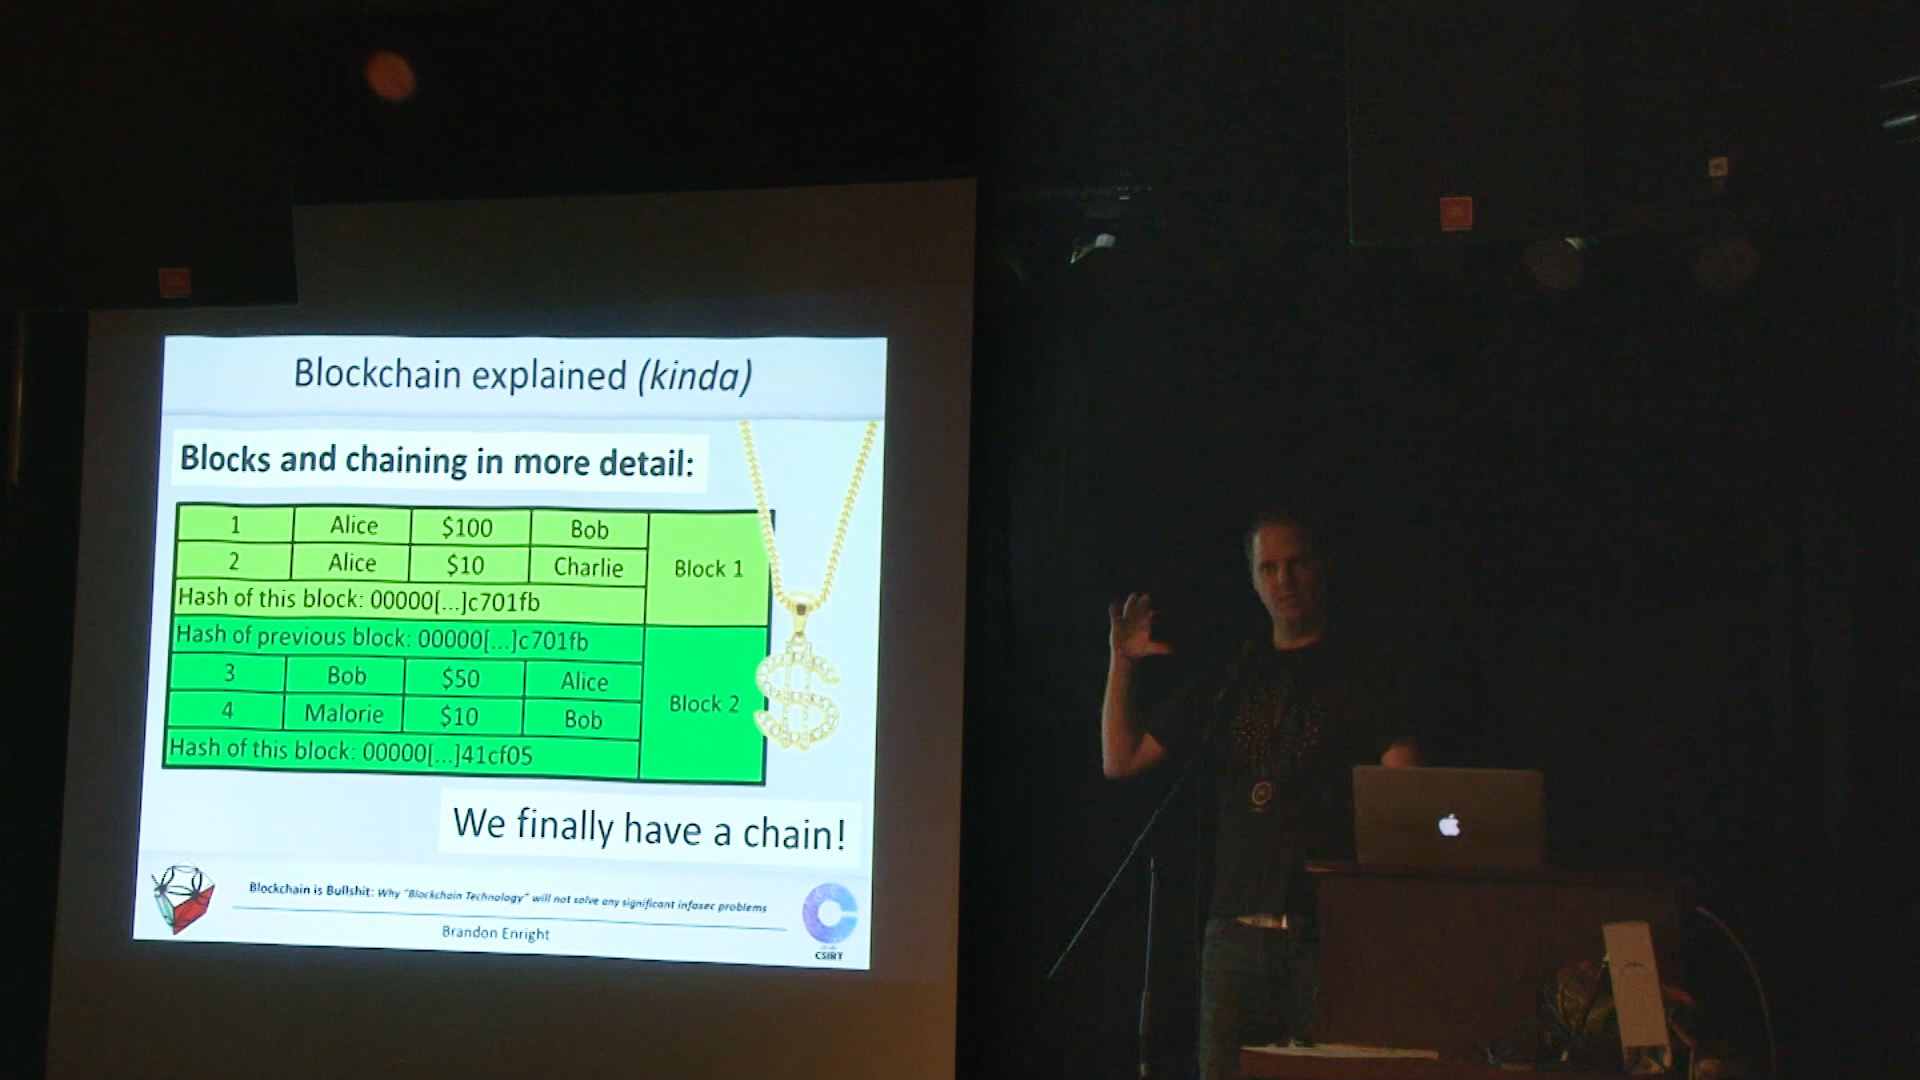 Blockchain explained (kinda)
Blocks and chaining in more detail:
1 Alice $100 Bob
2 Alice $10 Charlie
Block 1
Hash of this block: 00000[...]c701fb
Hash of previous block: 00000[...]c701fb
3 Bob $50 Alice
Block 2
4 Malorie $10 Bob
Hash of this block: 00000[...]41cf05
We finally have a chain!
Blockchain is Bullshit: Why "Blockchain Technology" will not solve any significant infosec problems
Brandon Enright
CSIRT